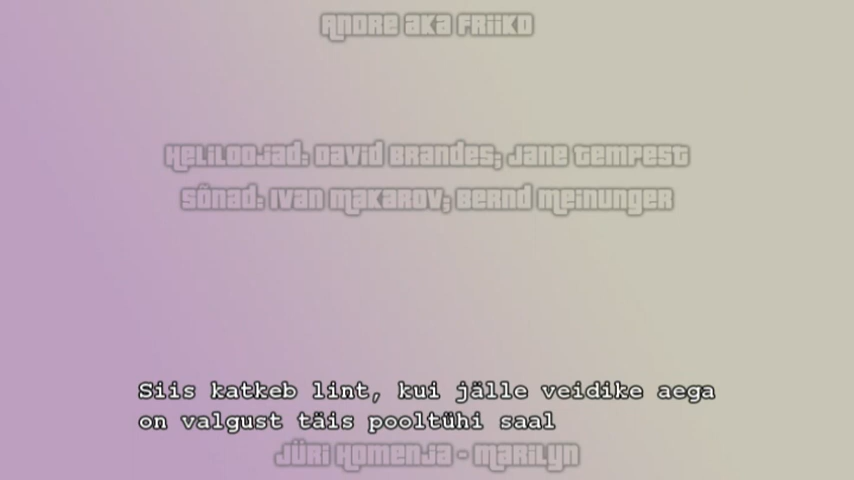 Andre aka Friiko
Heliloojad: David Brandes; Jane Tempest
Sõnad: Ivan Makarov; Bernd Meinunger
Siis katkeb lint, kui jälle veidike aega
on valgust täis pooltühi saal
Jüri Homenja - Marilyn